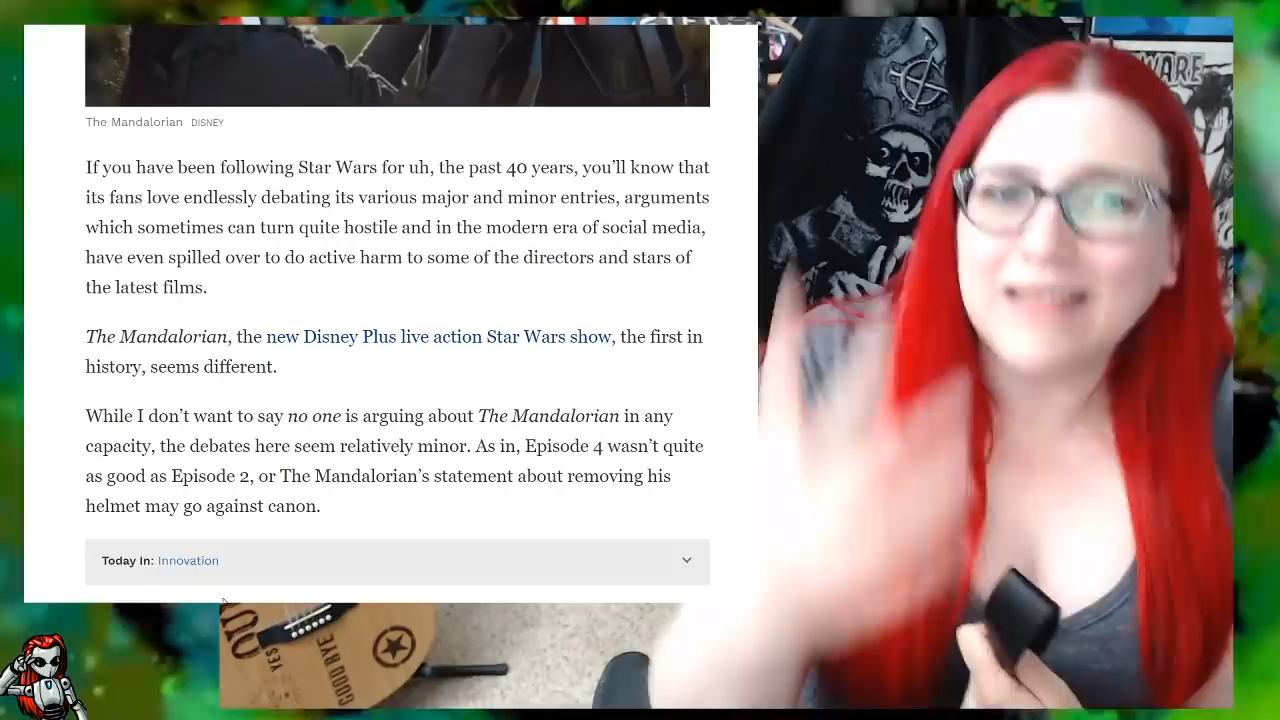 The Mandalorian DISNEY
If you have been following Star Wars for uh, the past 40 years, you’ll know that
its fans love endlessly debating its various major and minor entries, arguments
which sometimes can turn quite hostile and in the modern era of social media,
have even spilled over to do active harm to some of the directors and stars of
the latest films.
The Mandalorian, the new Disney Plus live action Star Wars show, the first in
history, seems different.
While I don’t want to say no one is arguing about The Mandalorian in any
capacity, the debates here seem relatively minor. As in, Episode 4 wasn’t quite
as good as Episode 2, or The Mandalorian’s statement about removing his
helmet may go against canon.
Today In: Innovation
WARE
YES
GOOD BYE